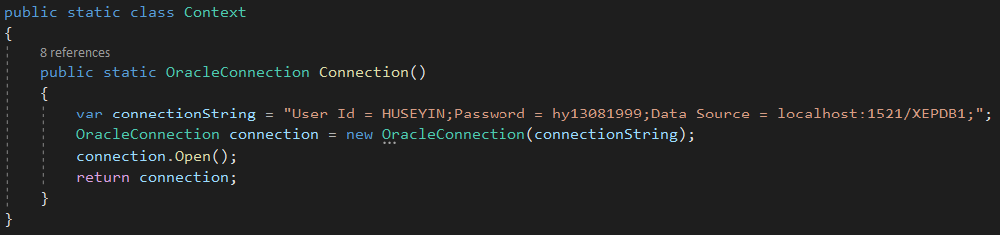 public static class Context
{
8 references
public static OracleConnection Connection()
{
var connectionString = "User Id = HUSEYIN;Password = hy13081999;Data Source = localhost:1521/XEPDB1;";
OracleConnection connection = new OracleConnection(connectionString);
connection.Open();
return connection;
}
}